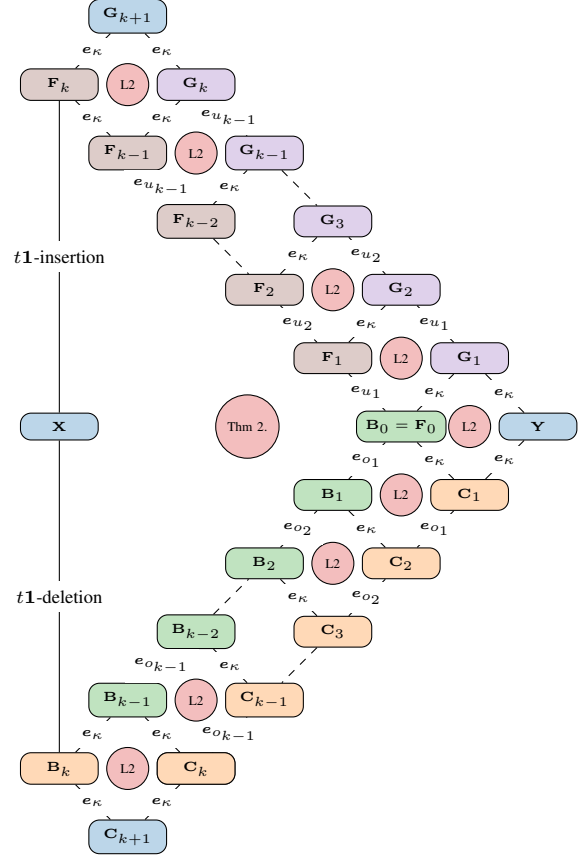 G_{k+1}
e_κ e_κ
F_k L2 G_k
e_κ e_κ e_{u_{k−1}}
F_{k−1} L2 G_{k−1}
e_{u_{k−1}} e_κ
F_{k−2} G_3
t1-insertion e_κ e_{u_2}
F_2 L2 G_2
e_{u_2} e_κ e_{u_1}
F_1 L2 G_1
e_{u_1} e_κ e_κ
X Thm 2. B_0 = F_0 L2 Y
e_{o_1} e_κ e_κ
B_1 L2 C_1
e_{o_2} e_κ e_{o_1}
B_2 L2 C_2
t1-deletion e_κ e_{o_2}
B_{k−2} C_3
e_{o_{k−1}} e_κ
B_{k−1} L2 C_{k−1}
e_κ e_κ e_{o_{k−1}}
B_k L2 C_k
e_κ e_κ
C_{k+1}